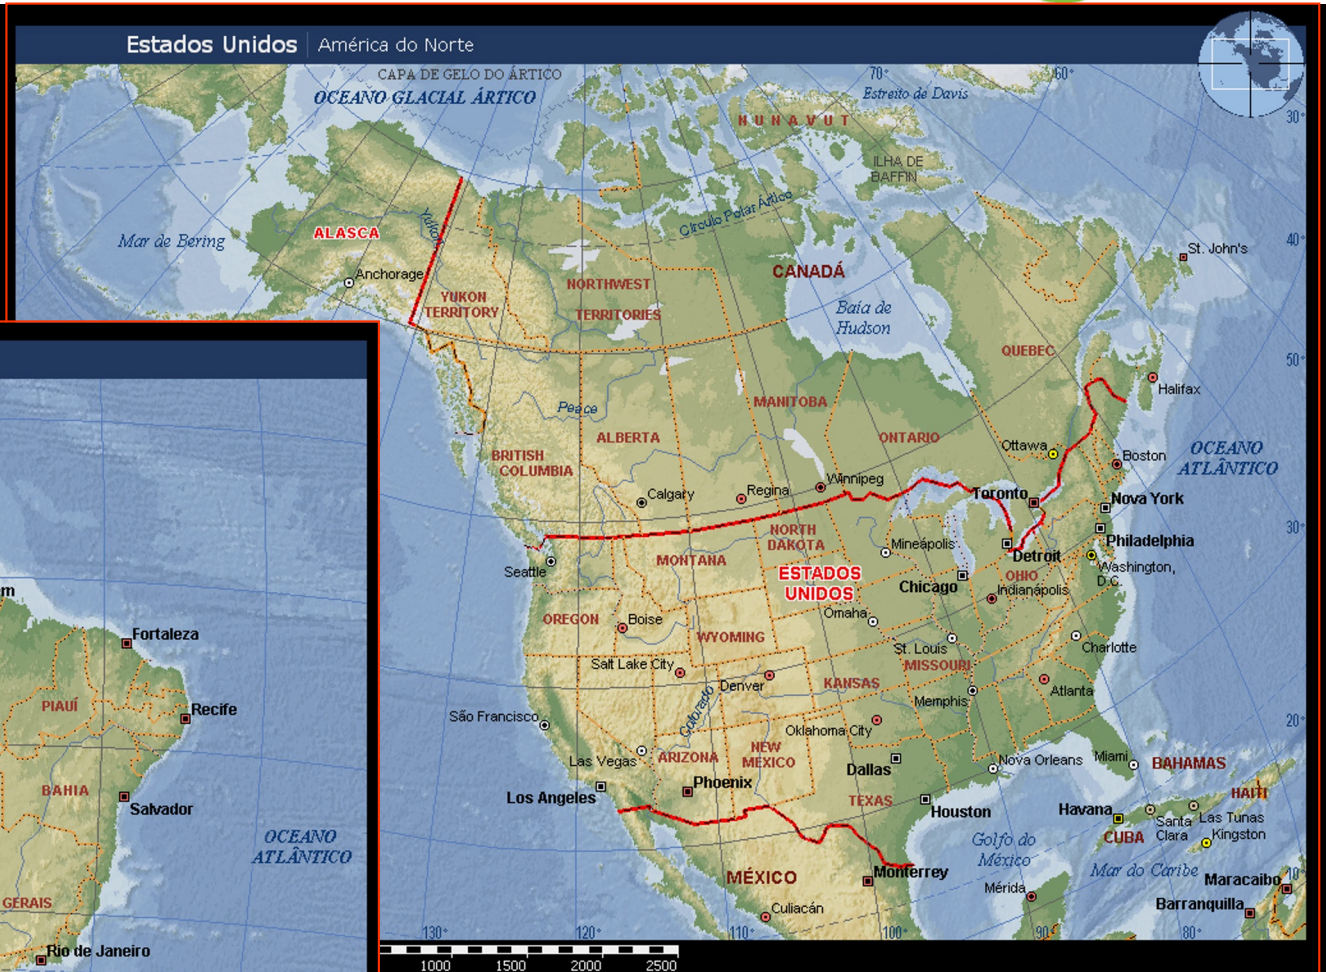 Estados Unidos
América do Norte
CAPA DE GELO DO ÁRTICO
OCEANO GLACIAL ÁRTICO
70°
60°
Estreito de Davis
30°
NUNAVUT
ILHA DE
BAFFIN
Círculo Polar Ártico
Yukon
ALASCA
Mar de Bering
40°
St. John's
Anchorage
CANADÁ
NORTHWEST
TERRITORIES
YUKON
TERRITORY
Baía de
Hudson
QUEBEC
50°
Halifax
Peace
MANITOBA
ALBERTA
ONTARIO
Ottawa
BRITISH
COLUMBIA
Boston
OCEANO
ATLÂNTICO
Calgary
Regina
Winnipeg
Toronto
Nova York
30°
NORTH
DAKOTA
Mineápolis
Philadelphia
Detroit
MONTANA
Seattle
ESTADOS
UNIDOS
Chicago
OHIO
Washington,
D.C.
Indianápolis
OREGON
Boise
Omaha
WYOMING
St. Louis
Charlotte
Salt Lake City
MISSOURI
Denver
KANSAS
Memphis
Atlanta
Colorado
São Francisco
Oklahoma City
20°
Las Vegas
ARIZONA
NEW
MEXICO
Dallas
Nova Orleans
Miami
BAHAMAS
Los Angeles
Phoenix
TEXAS
Houston
HAITI
Havana
Santa
Clara
Las Tunas
CUBA
Kingston
Golfo do
México
Mar do Caribe
MÉXICO
Monterrey
Mérida
Maracaibo
10°
Culiacán
Barranquilla
130°
120°
110°
100°
90°
80°
1000
1500
2000
2500
m
Fortaleza
PIAUÍ
Recife
BAHIA
Salvador
OCEANO
ATLÂNTICO
GERAIS
Rio de Janeiro